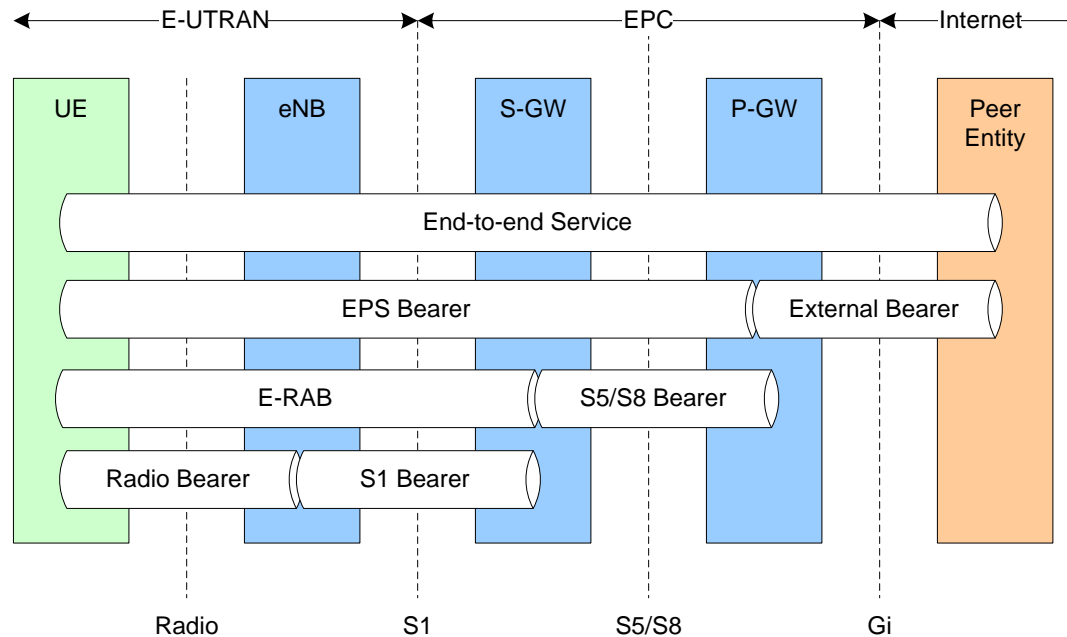 E-UTRAN
EPC
Internet
UE
eNB
S-GW
P-GW
Peer
Entity
End-to-end Service
EPS Bearer
External Bearer
E-RAB
S5/S8 Bearer
Radio Bearer
S1 Bearer
Radio
S1
S5/S8
Gi